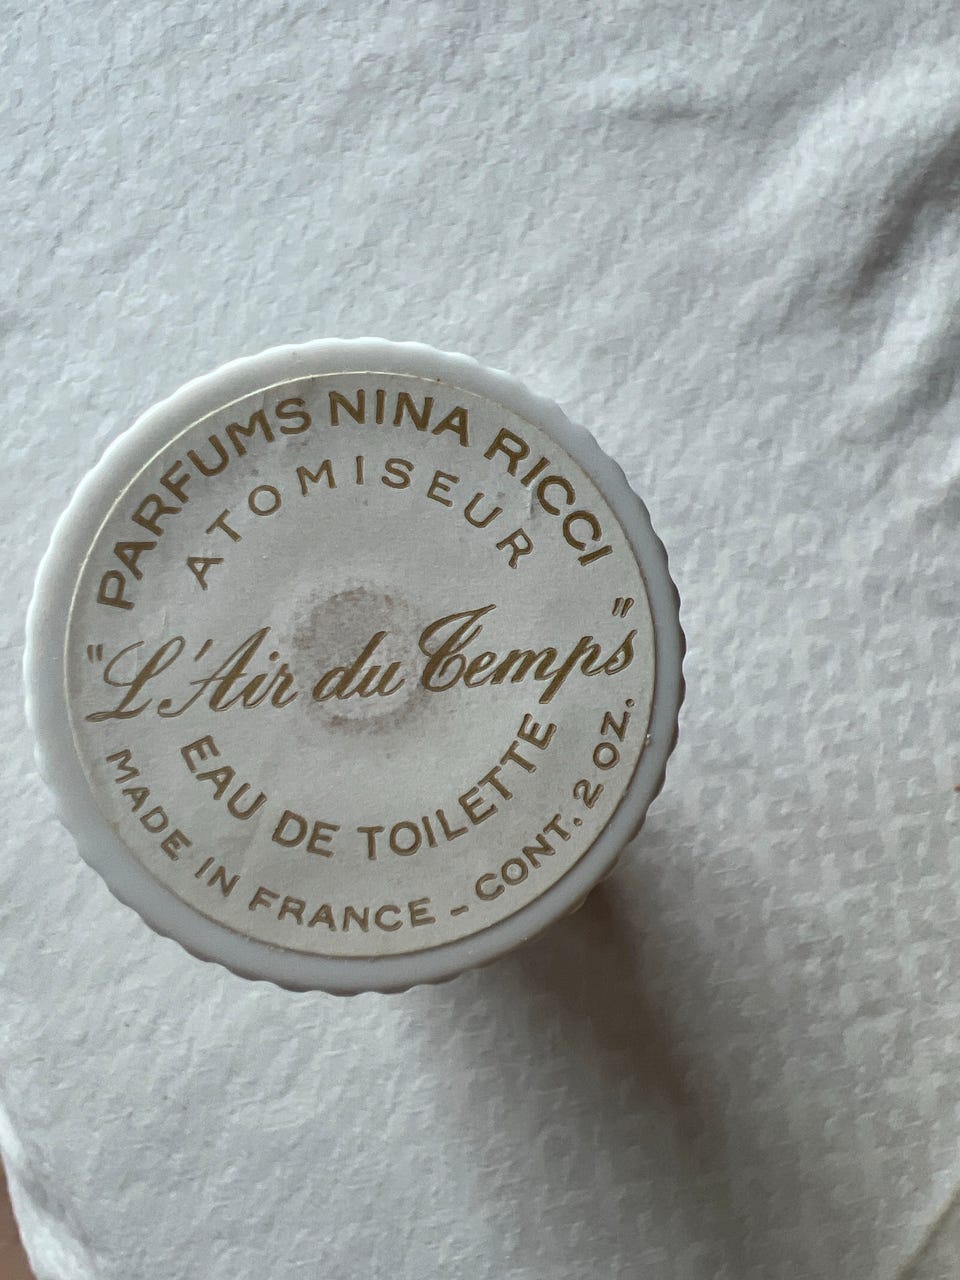 PARFUMS NINA RICCI
ATOMISEUR
"L'Air du Temps"
EAU DE TOILETTE
MADE IN FRANCE - CONT. 2 OZ.